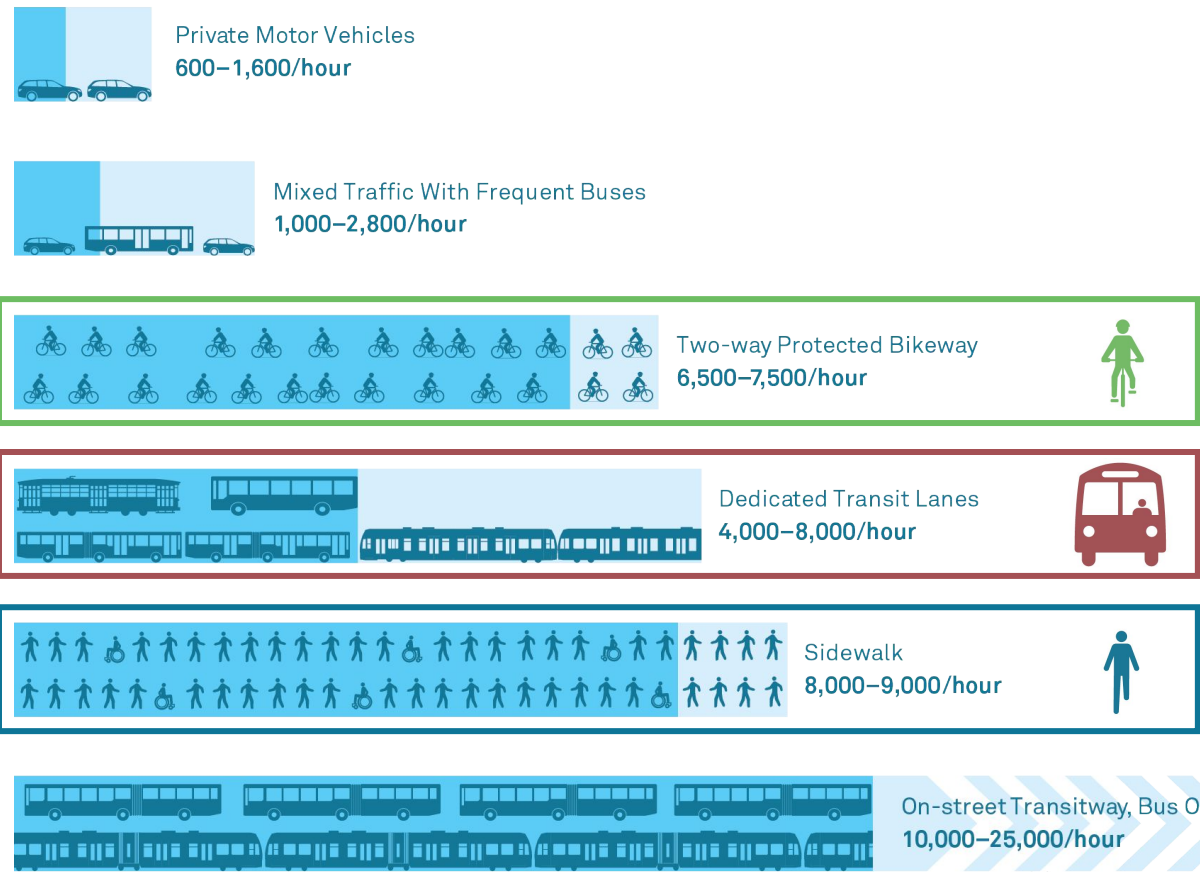 Private Motor Vehicles
600–1,600/hour
Mixed Traffic With Frequent Buses
1,000–2,800/hour
Two-way Protected Bikeway
6,500–7,500/hour
Dedicated Transit Lanes
4,000–8,000/hour
Sidewalk
8,000–9,000/hour
On-street Transitway, Bus O
10,000–25,000/hour